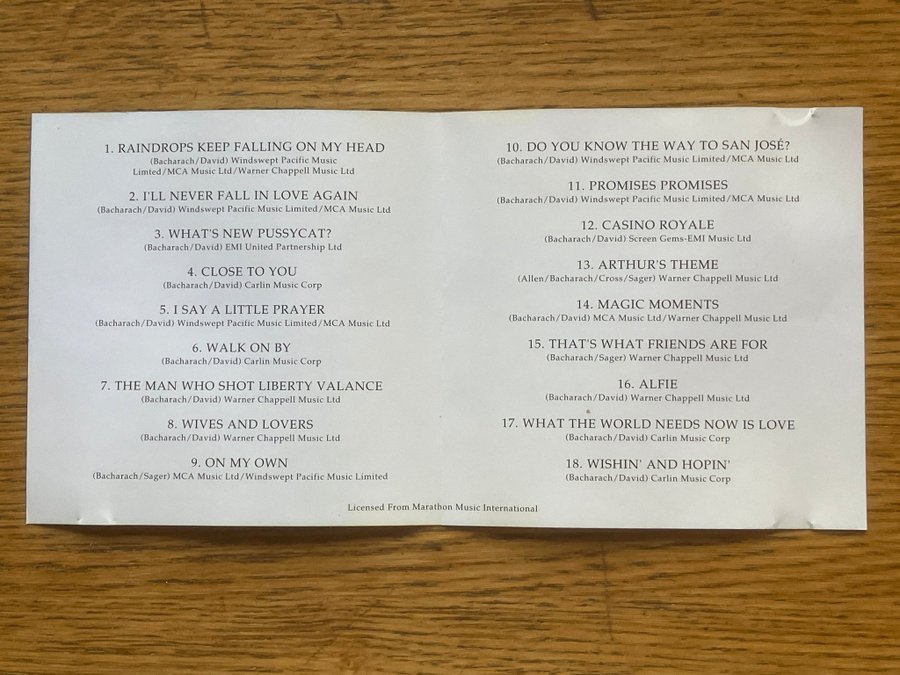 1. RAINDROPS KEEP FALLING ON MY HEAD
(Bacharach/David) Windswept Pacific Music
Limted/MCA Music Ltd/Warner Chappell Music Ltd
2. I'LL NEVER FALL IN LOVE AGAIN
(Bacharach/David) Windswept Pacific Music Limited/MCA Music Ltd
3. WHAT'S NEW PUSSYCAT?
(Bacharach/David) EMI United Partnership Ltd
4. CLOSE TO YOU
(Bacharach/David) Carlin Music Corp
5. I SAY A LITTLE PRAYER
(Bacharach/David) Windswept Pacific Music Limited/MCA Music Ltd
6. WALK ON BY
(Bacharach/David) Carlin Music Corp
7. THE MAN WHO SHOT LIBERTY VALANCE
(Bacharach/David) Warner Chappell Music Ltd
8. WIVES AND LOVERS
(Bacharach/David) Warner Chappell Music Ltd
9. ON MY OWN
(Bacharach/Sager) MCA Music Ltd/Windswept Pacific Music Limited
10. DO YOU KNOW THE WAY TO SAN JOSÉ?
(Bacharach/David) Windswept Pacific Music Limited/MCA Music Ltd
11. PROMISES PROMISES
(Bacharach/David) Windswept Pacific Music Limited/MCA Music Ltd
12. CASINO ROYALE
(Bacharach/David) Screen Gems-EMI Music Ltd
13. ARTHUR'S THEME
(Allen/Bacharach/Cross/Sager) Warner Chappell Music Ltd
14. MAGIC MOMENTS
(Bacharach/David) MCA Music Ltd/Warner Chappell Music Ltd
15. THAT'S WHAT FRIENDS ARE FOR
(Bacharach/Sager) Warner Chappell Music Ltd
16. ALFIE
(Bacharach/David) Warner Chappell Music Ltd
17. WHAT THE WORLD NEEDS NOW IS LOVE
(Bacharach/David) Carlin Music Corp
18. WISHIN' AND HOPIN'
(Bacharach/David) Carlin Music Corp
Licensed From Marathon Music International